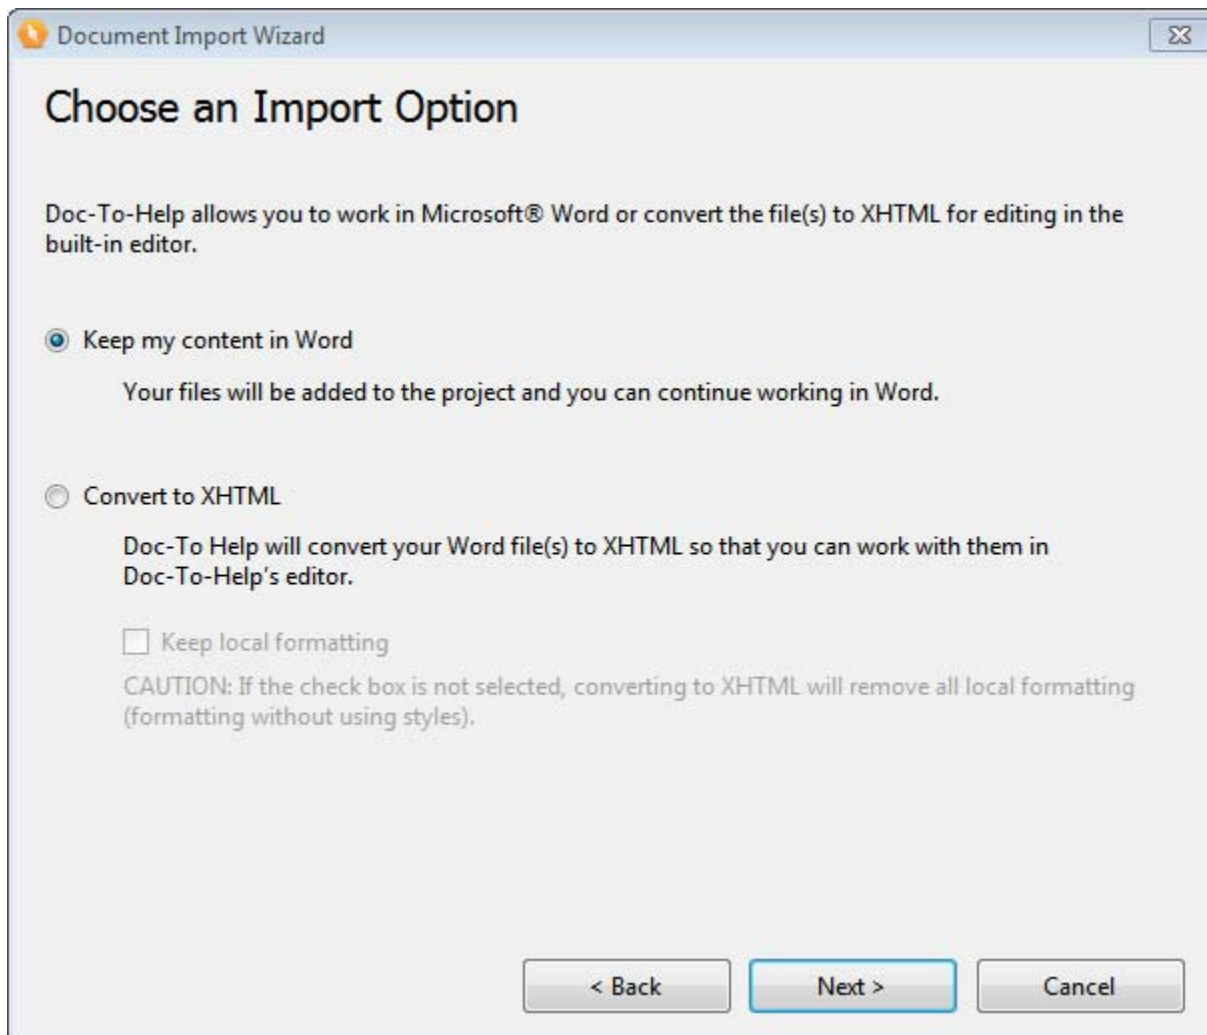 Document Import Wizard
Choose an Import Option
Doc-To-Help allows you to work in Microsoft® Word or convert the file(s) to XHTML for editing in the
built-in editor.
Keep my content in Word
Your files will be added to the project and you can continue working in Word.
Convert to XHTML
Doc-To Help will convert your Word file(s) to XHTML so that you can work with them in
Doc-To-Help's editor.
Keep local formatting
CAUTION: If the check box is not selected, converting to XHTML will remove all local formatting
(formatting without using styles).
< Back
Next >
Cancel